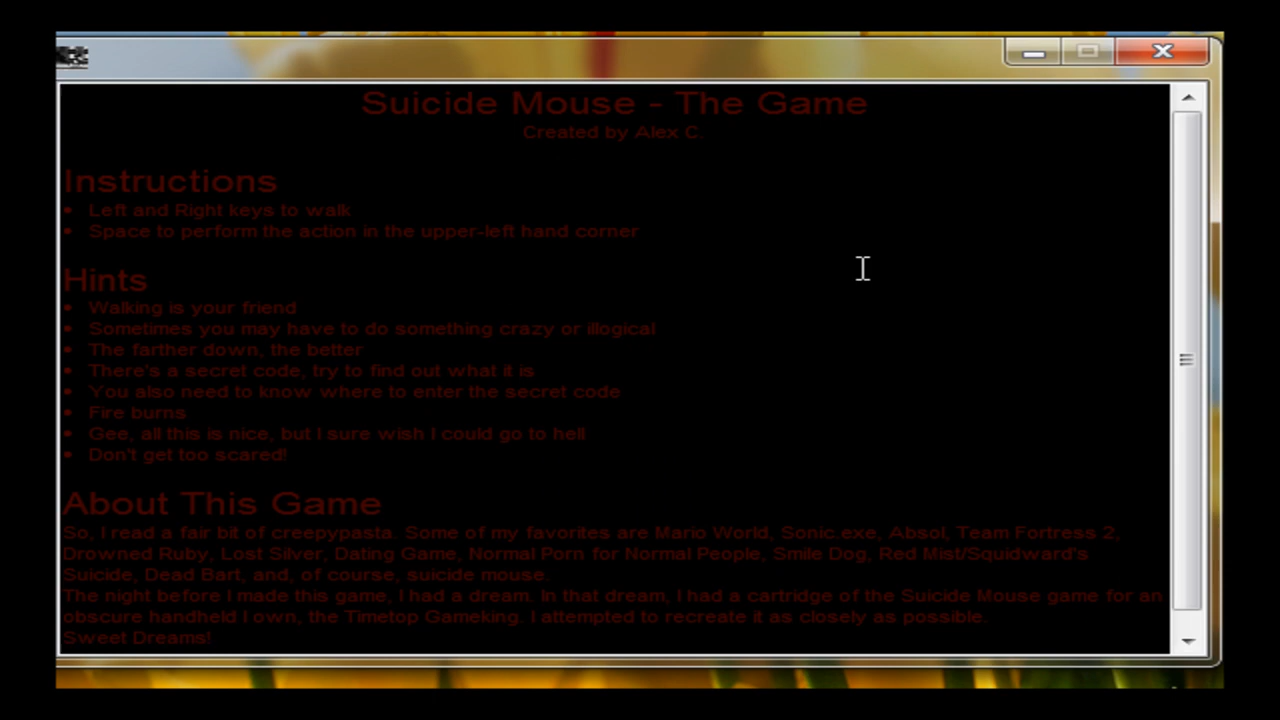 Suicide Mouse - The Game
Created by Alex C.
Instructions
• Left and Right keys to walk
• Space to perform the action in the upper-left hand corner
Hints
• Walking is your friend
• Sometimes you may have to do something crazy or illogical
• The farther down, the better
• There's a secret code, try to find out what it is
• You also need to know where to enter the secret code
• Fire burns
• Gee, all this is nice, but I sure wish I could go to hell
• Don't get too scared!
About This Game
So, I read a fair bit of creepypasta. Some of my favorites are Mario World, Sonic.exe, Absol, Team Fortress 2,
Drowned Ruby, Lost Silver, Dating Game, Normal Porn for Normal People, Smile Dog, Red Mist/Squidward's
Suicide, Dead Bart, and, of course, suicide mouse.
The night before I made this game, I had a dream. In that dream, I had a cartridge of the Suicide Mouse game for an
obscure handheld I own, the Timetop Gameking. I attempted to recreate it as closely as possible.
Sweet Dreams!